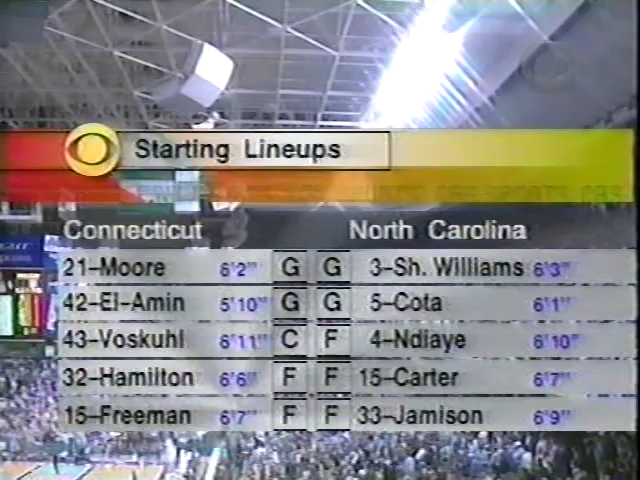 Starting Lineups
Connecticut North Carolina
21-Moore 6'2" G G 3-Sh. Williams 6'3"
42-El-Amin 5'10" G G 5-Cota 6'1"
43-Voskuhl 6'11" C F 4-Ndiaye 6'10"
32-Hamilton 6'6" F F 15-Carter 6'7"
15-Freeman 6'7" F F 33-Jamison 6'9"